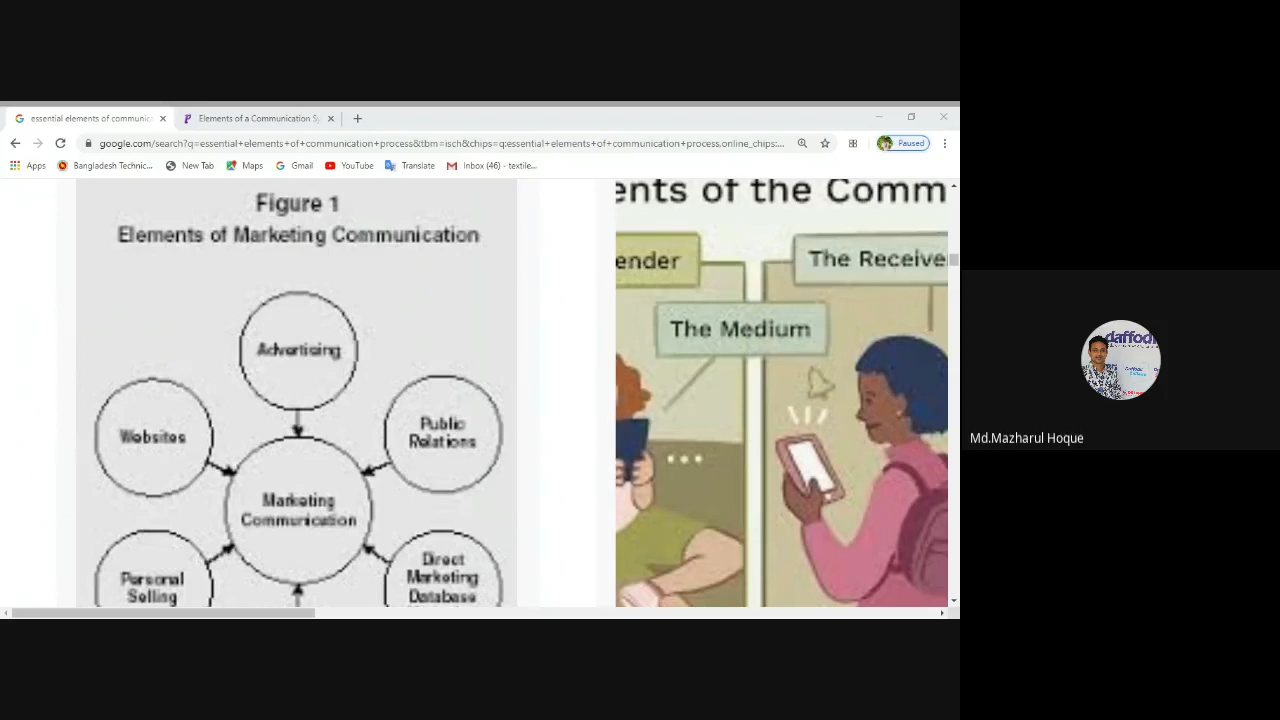 essential elements of communica
Elements of a Communication Sy
google.com/search?q=essential+elements+of+communication+process&tbm=isch&chips=q:essential+elements+of+communication+process,online_chips:...
Paused
Apps
Bangladesh Technic...
New Tab
Maps
Gmail
YouTube
Translate
Inbox (46) - textile...
Figure 1
Elements of Marketing Communication
Advertising
Websites
Public
Relations
Marketing
Communication
Personal
Selling
Direct
Marketing
Database
ents of the Comm
ender
The Receive
The Medium
daffodi
Md.Mazharul Hoque